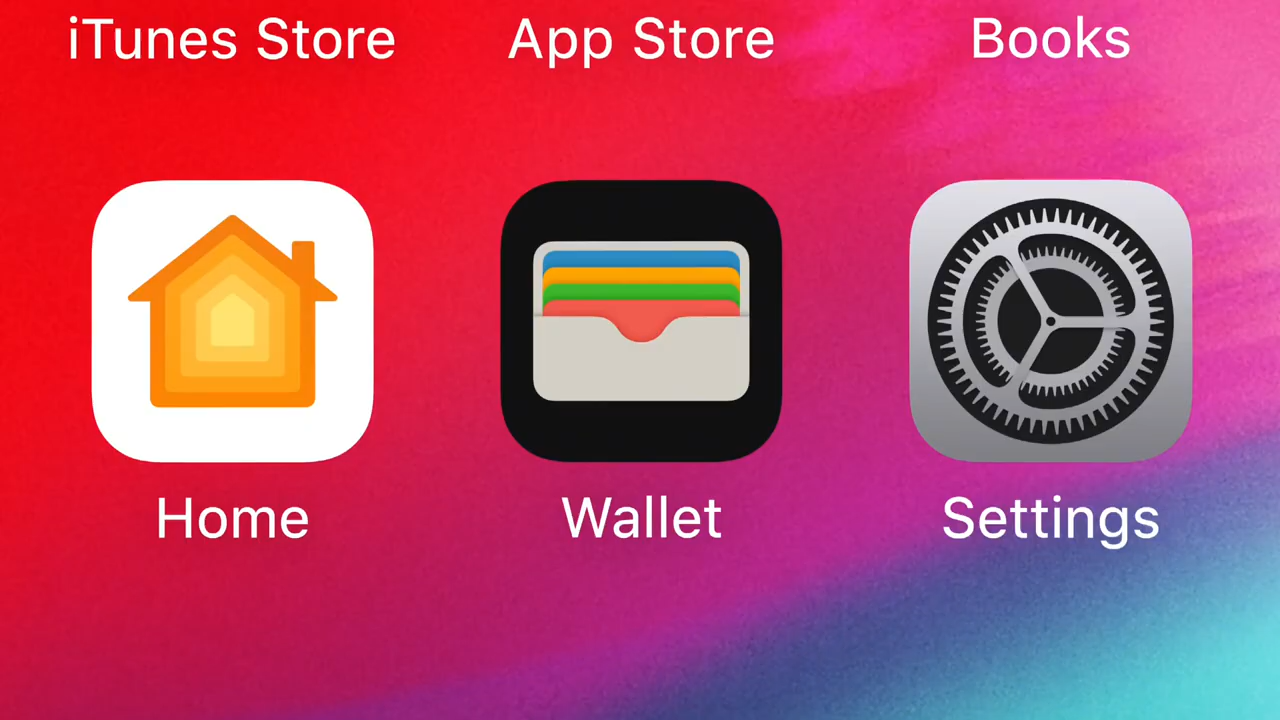 iTunes Store
App Store
Books
Home
Wallet
Settings